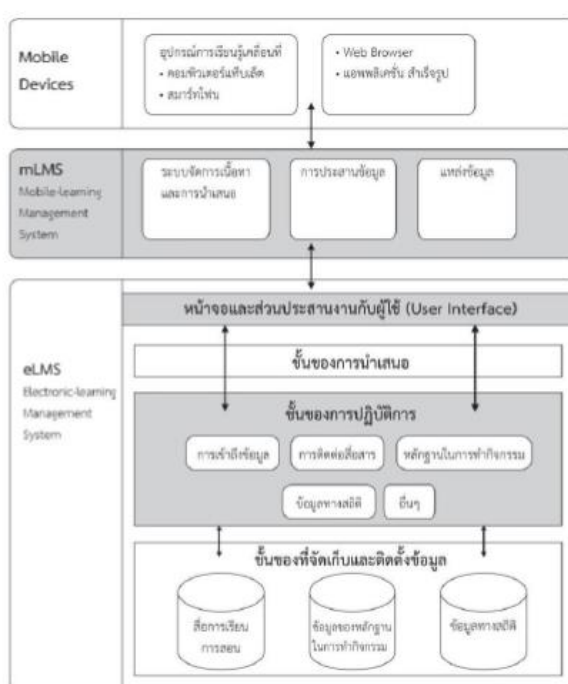 Mobile
Devices
อุปกรณ์การเรียนรู้เคลื่อนที่
• คอมพิวเตอร์แท็บเล็ต
• สมาร์ทโฟน
• Web Browser
• แอพพลิเคชั่น สำเร็จรูป
mLMS
Mobile-learning
Management
System
ระบบจัดการเนื้อหา
และการนำเสนอ
การประสานข้อมูล
แหล่งข้อมูล
eLMS
Electronic-learning
Management
System
หน้าจอและส่วนประสานงานกับผู้ใช้ (User Interface)
ชั้นของการนำเสนอ
ชั้นของการปฏิบัติการ
การเข้าถึงข้อมูล
การติดต่อสื่อสาร
หลักฐานในการทำกิจกรรม
ข้อมูลทางสถิติ
อื่นๆ
ชั้นของที่จัดเก็บและติดตั้งข้อมูล
สื่อการเรียน
การสอน
ข้อมูลของหลักฐาน
ในการทำกิจกรรม
ข้อมูลทางสถิติ